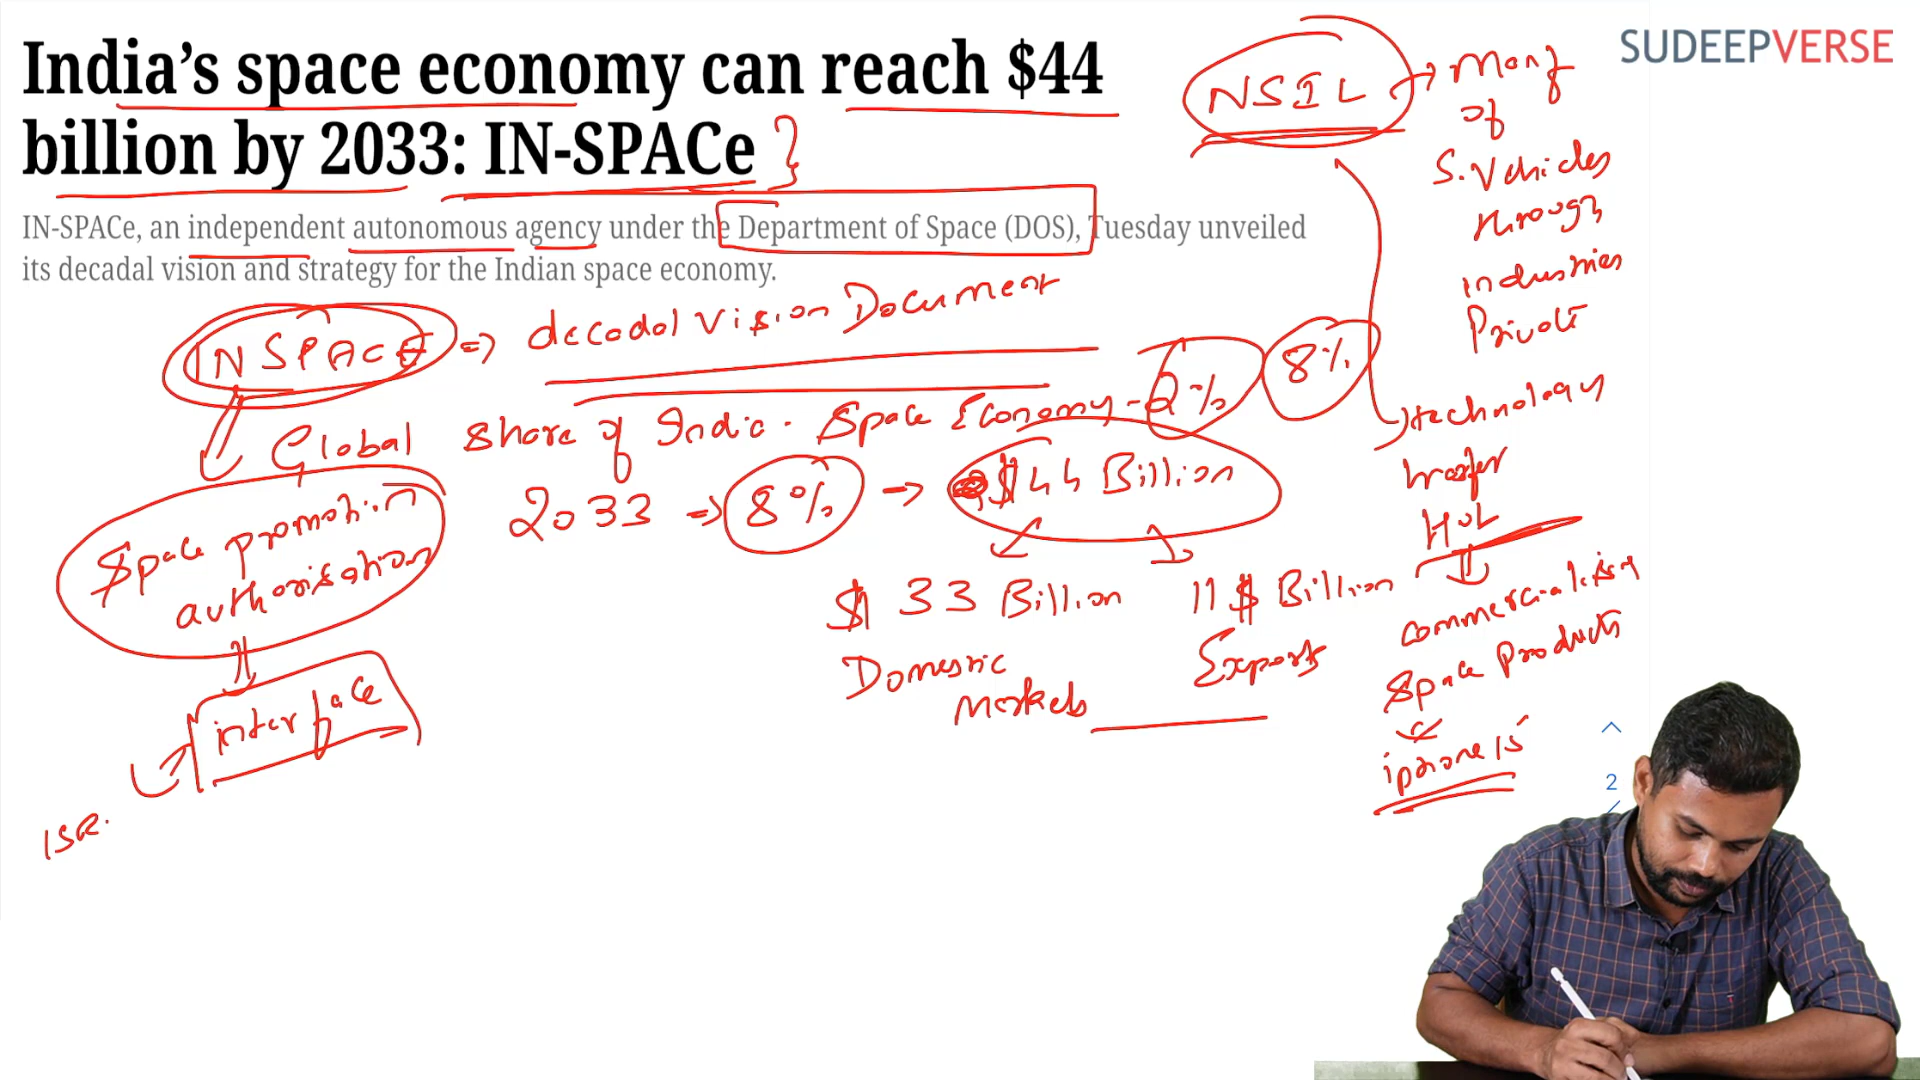 India's space economy can reach $44
billion by 2033: IN-SPACe }
IN-SPACe, an independent autonomous agency under the Department of Space (DOS), Tuesday unveiled
its decadal vision and strategy for the Indian space economy.
INSPACE => decadal Vision Document
Global share of India. Space Economy - 2% 8%
2033 => 8% -> $44 Billion
$33 Billion
Domestic
Markets
11 $ Billion
Exports
Space promotion
authorisation
interface
ISR.
NSIL ->
of
S. Vehicles
through
industries
Private
technology
commercialising
Space Products
iphone 15
SUDEEPVERSE
2